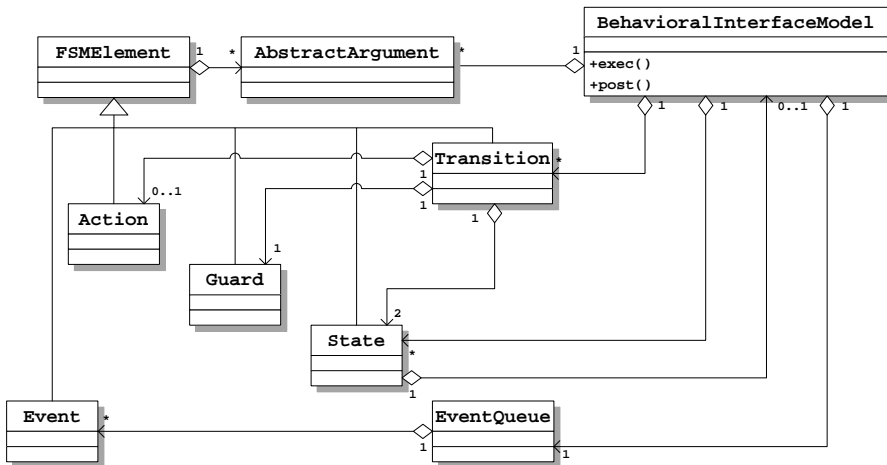 BehavioralInterfaceModel
+exec()
+post()
FSMElement
1
*
AbstractArgument
*
1
1
1
0..1
1
Transition
*
1
1
1
0..1
Action
1
Guard
2
State
*
1
Event
*
1
EventQueue
1